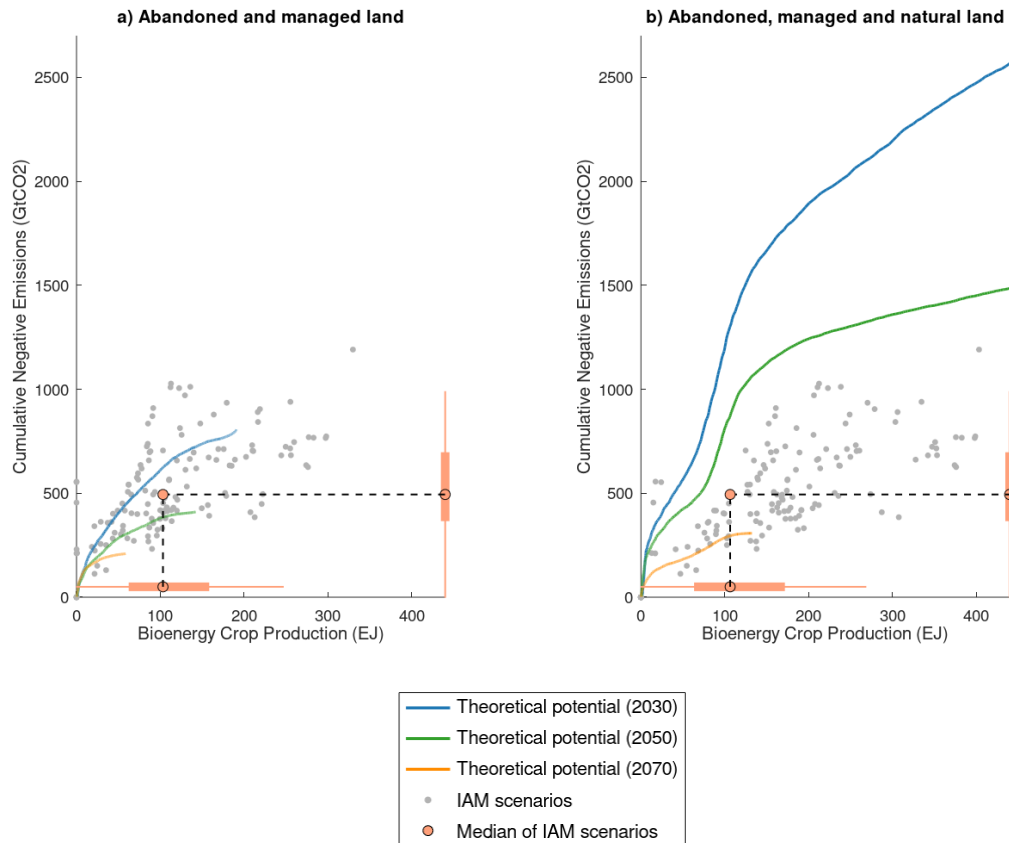 a) Abandoned and managed land
2500
2000
1500
1000
500
0
Cumulative Negative Emissions (GtCO2)
0 100 200 300 400
Bioenergy Crop Production (EJ)
b) Abandoned, managed and natural land
2500
2000
1500
1000
500
0
Cumulative Negative Emissions (GtCO2)
0 100 200 300 400
Bioenergy Crop Production (EJ)
Theoretical potential (2030)
Theoretical potential (2050)
Theoretical potential (2070)
IAM scenarios
Median of IAM scenarios